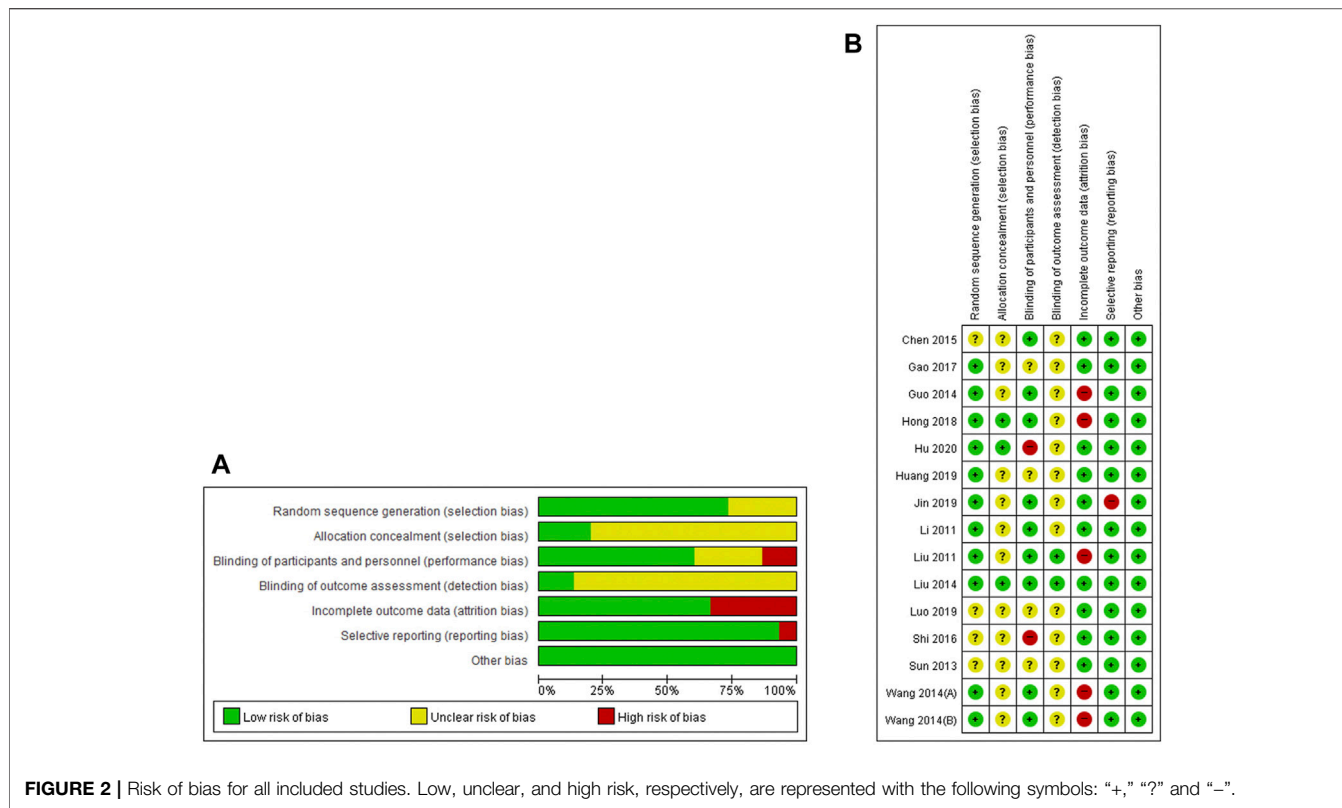 A
Random sequence generation (selection bias)
Allocation concealment (selection bias)
Blinding of participants and personnel (performance bias)
Blinding of outcome assessment (detection bias)
Incomplete outcome data (attrition bias)
Selective reporting (reporting bias)
Other bias
0% 25% 50% 75% 100%
Low risk of bias Unclear risk of bias High risk of bias
B
Random sequence generation (selection bias)
Allocation concealment (selection bias)
Blinding of participants and personnel (performance bias)
Blinding of outcome assessment (detection bias)
Incomplete outcome data (attrition bias)
Selective reporting (reporting bias)
Other bias
Chen 2015 ? ? + ? + + +
Gao 2017 + ? ? ? + + +
Guo 2014 + ? + ? − + +
Hong 2018 + + + ? − + +
Hu 2020 + + − ? + + +
Huang 2019 + ? ? ? + + +
Jin 2019 + ? + ? + − +
Li 2011 + ? + ? + + +
Liu 2011 + ? + + − + +
Liu 2014 + + + + + + +
Luo 2019 ? ? ? ? + + +
Shi 2016 ? ? − ? + + +
Sun 2013 ? ? ? ? + + +
Wang 2014(A) + ? + ? − + +
Wang 2014(B) + ? + ? − + +
FIGURE 2 | Risk of bias for all included studies. Low, unclear, and high risk, respectively, are represented with the following symbols: “+,” “?” and “−”.